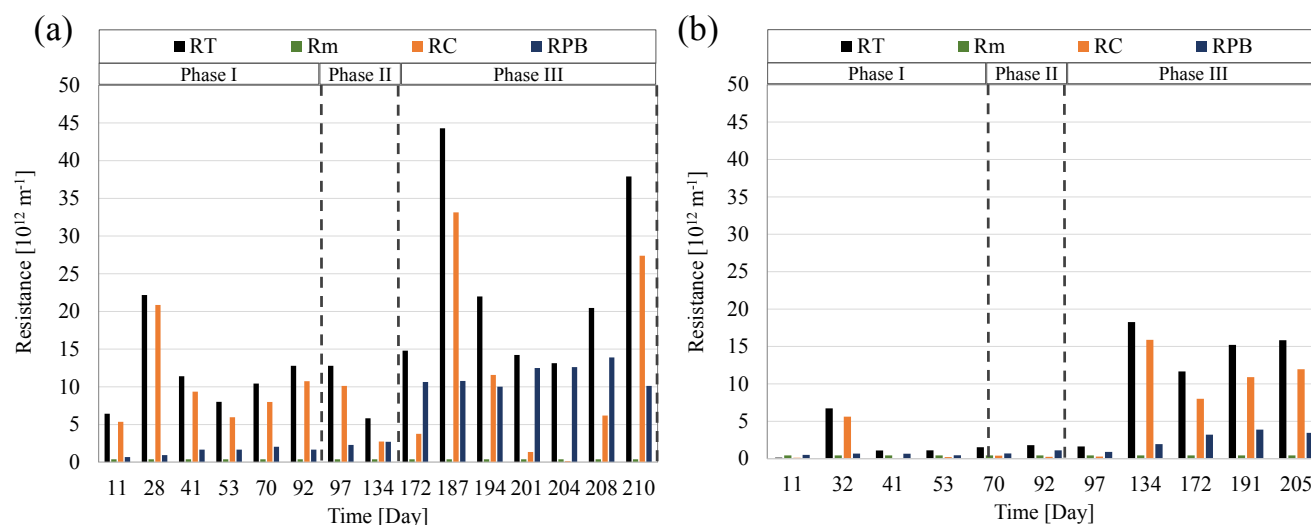 (a)
RT Rm RC RPB
Phase I Phase II Phase III
50
45
40
35
30
25
20
15
10
5
0
Resistance [10¹² m⁻¹]
11 28 41 53 70 92 97 134 172 187 194 201 204 208 210
Time [Day]
(b)
RT Rm RC RPB
Phase I Phase II Phase III
50
45
40
35
30
25
20
15
10
5
0
Resistance [10¹² m⁻¹]
11 32 41 53 70 92 97 134 172 191 205
Time [Day]